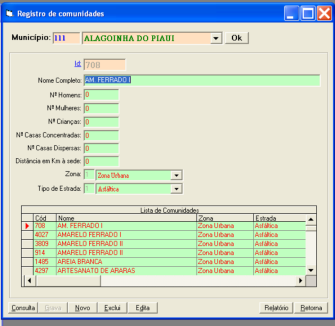 Registro de comunidades
Município: 111 ALAGOINHA DO PIAUI Ok
Id: 708
Nome Completo: AM. FERRADO I
Nº Homens: 0
Nº Mulheres: 0
Nº Crianças: 0
Nº Casas Concentradas: 0
Nº Casas Dispersas: 0
Distância em Km à sede: 0
Zona: Zona Urbana
Tipo de Estrada: Asfáltica
Lista de Comunidades
Cód Nome Zona Estrada
708 AM. FERRADO I Zona Urbana Asfáltica
4027 AMARELO FERRADO I Zona Urbana Asfáltica
3809 AMARELO FERRADO II Zona Urbana Asfáltica
914 AMARELO FERRADO II Zona Urbana Asfáltica
1485 AREIA BRANCA Zona Urbana Asfáltica
4297 ARTESANATO DE ARARAS Zona Urbana Asfáltica
Consulta Grava Novo Exclui Edita Relatório Retorna